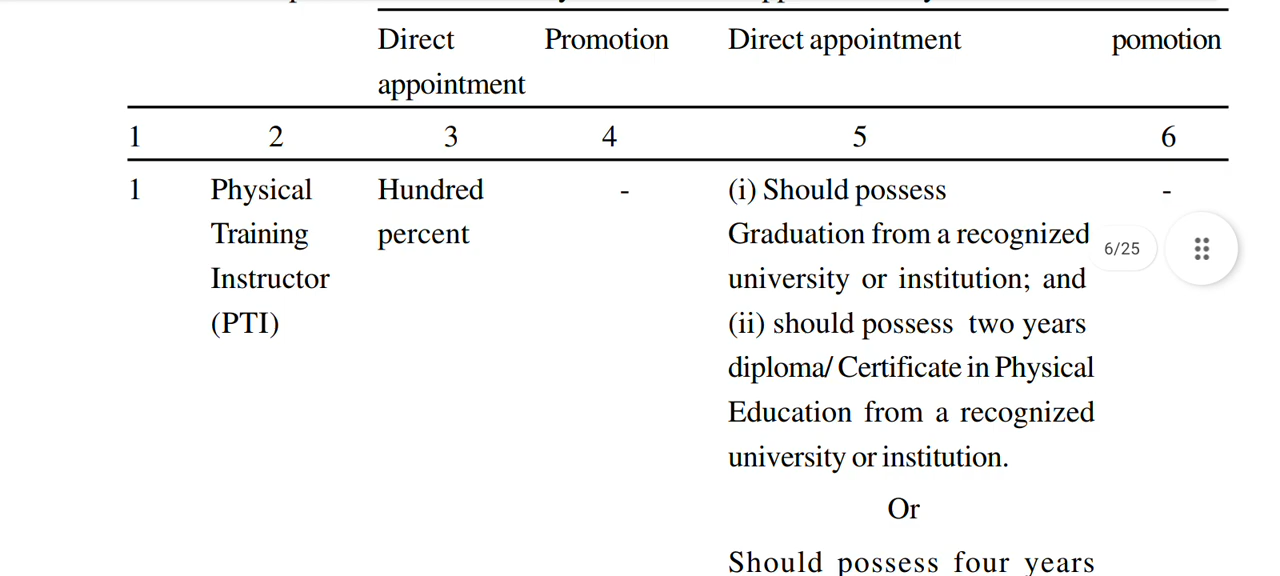 Direct Promotion Direct appointment pomotion
appointment
1 2 3 4 5 6
1 Physical Hundred - (i) Should possess -
Training percent Graduation from a recognized
Instructor university or institution; and
(PTI) (ii) should possess two years
diploma/ Certificate in Physical
Education from a recognized
university or institution.
Or
Should possess four years
6/25